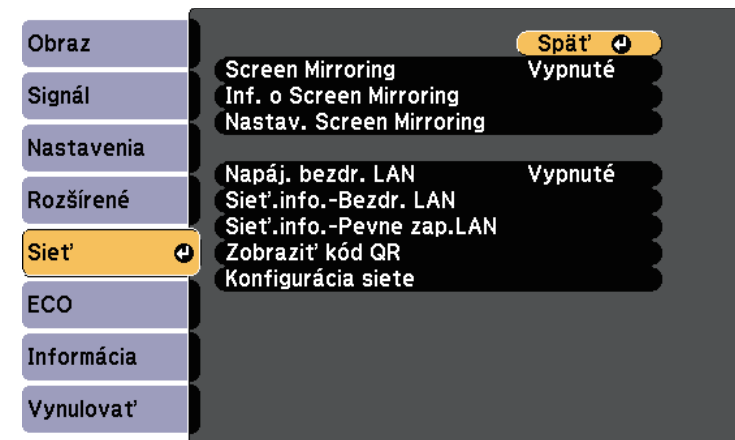 Obraz
Signál
Nastavenia
Rozšírené
Sieť
ECO
Informácia
Vynulovať
Späť
Screen Mirroring Vypnuté
Inf. o Screen Mirroring
Nastav. Screen Mirroring
Napáj. bezdr. LAN Vypnuté
Sieť.info.-Bezdr. LAN
Sieť.info.-Pevne zap.LAN
Zobraziť kód QR
Konfigurácia siete